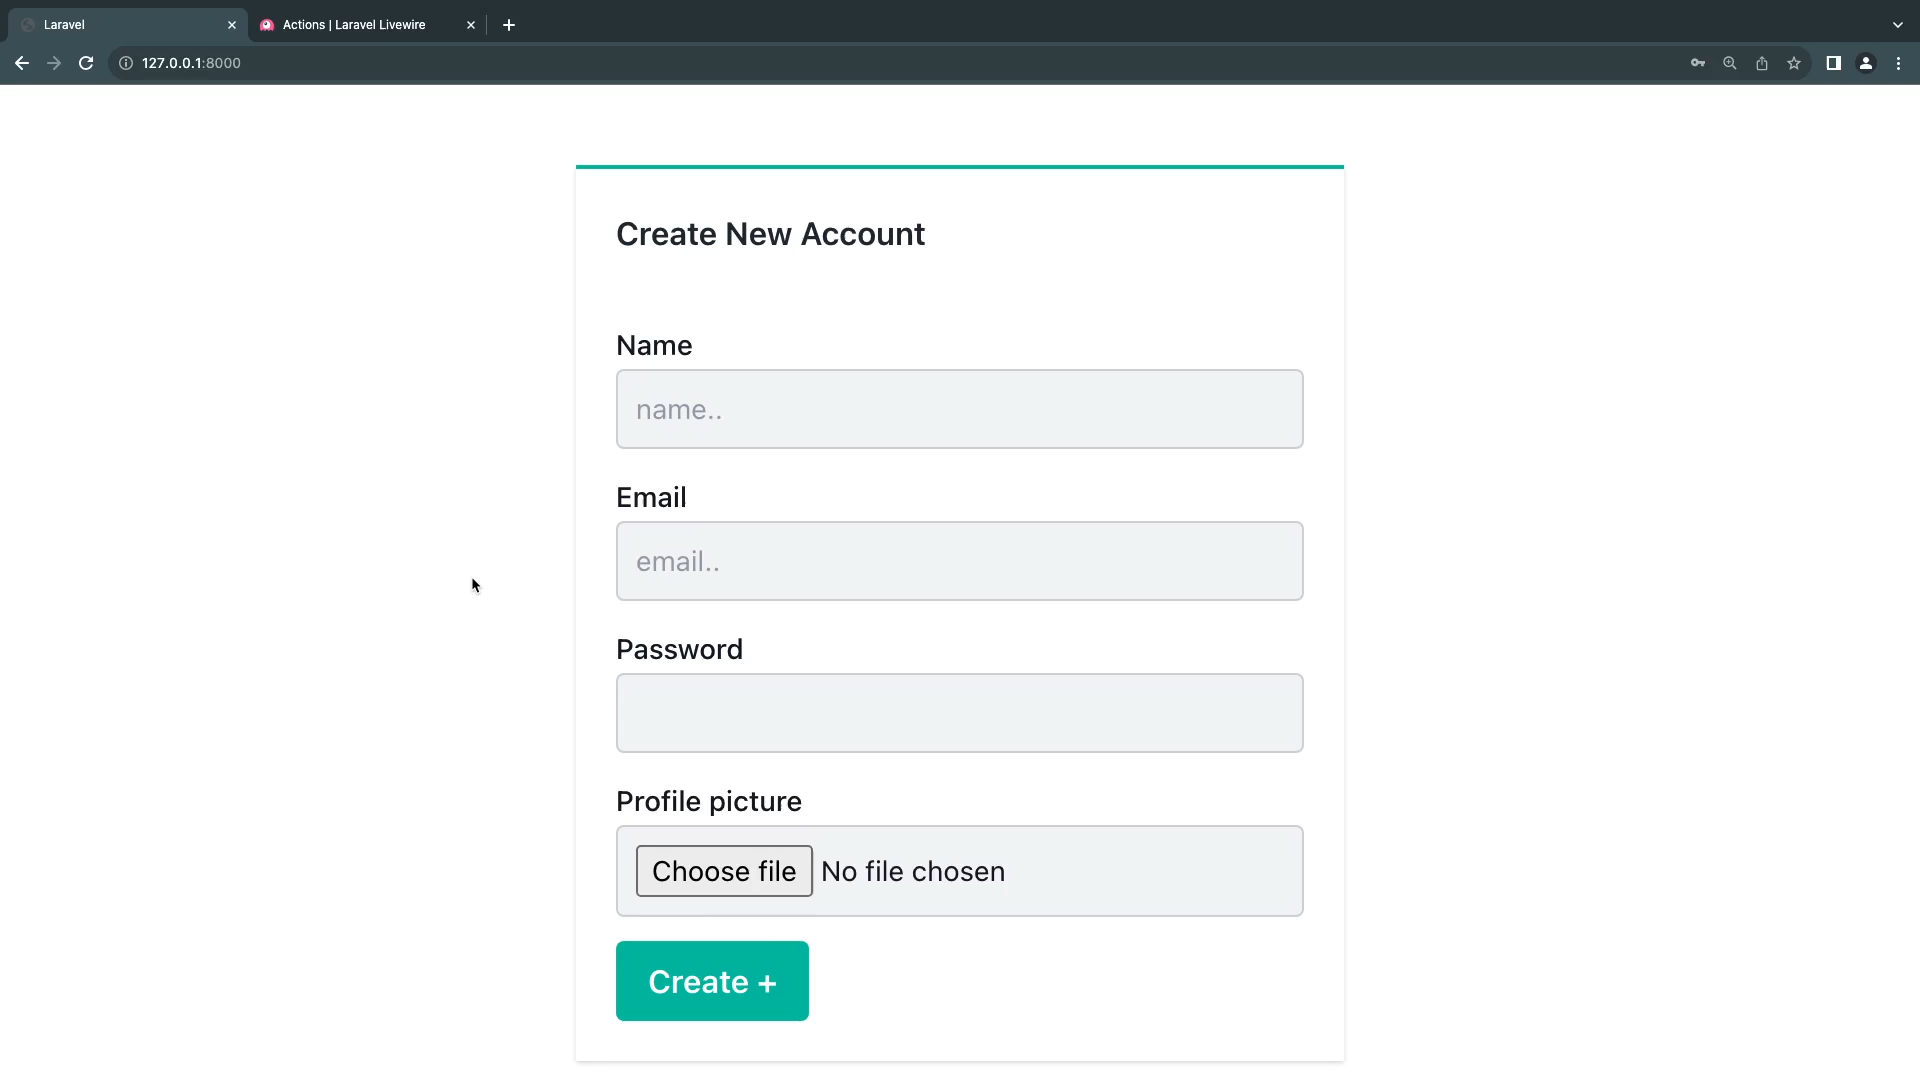 Laravel
Actions | Laravel Livewire
127.0.0.1:8000
Create New Account
Name
name..
Email
email..
Password
Profile picture
Choose file No file chosen
Create +